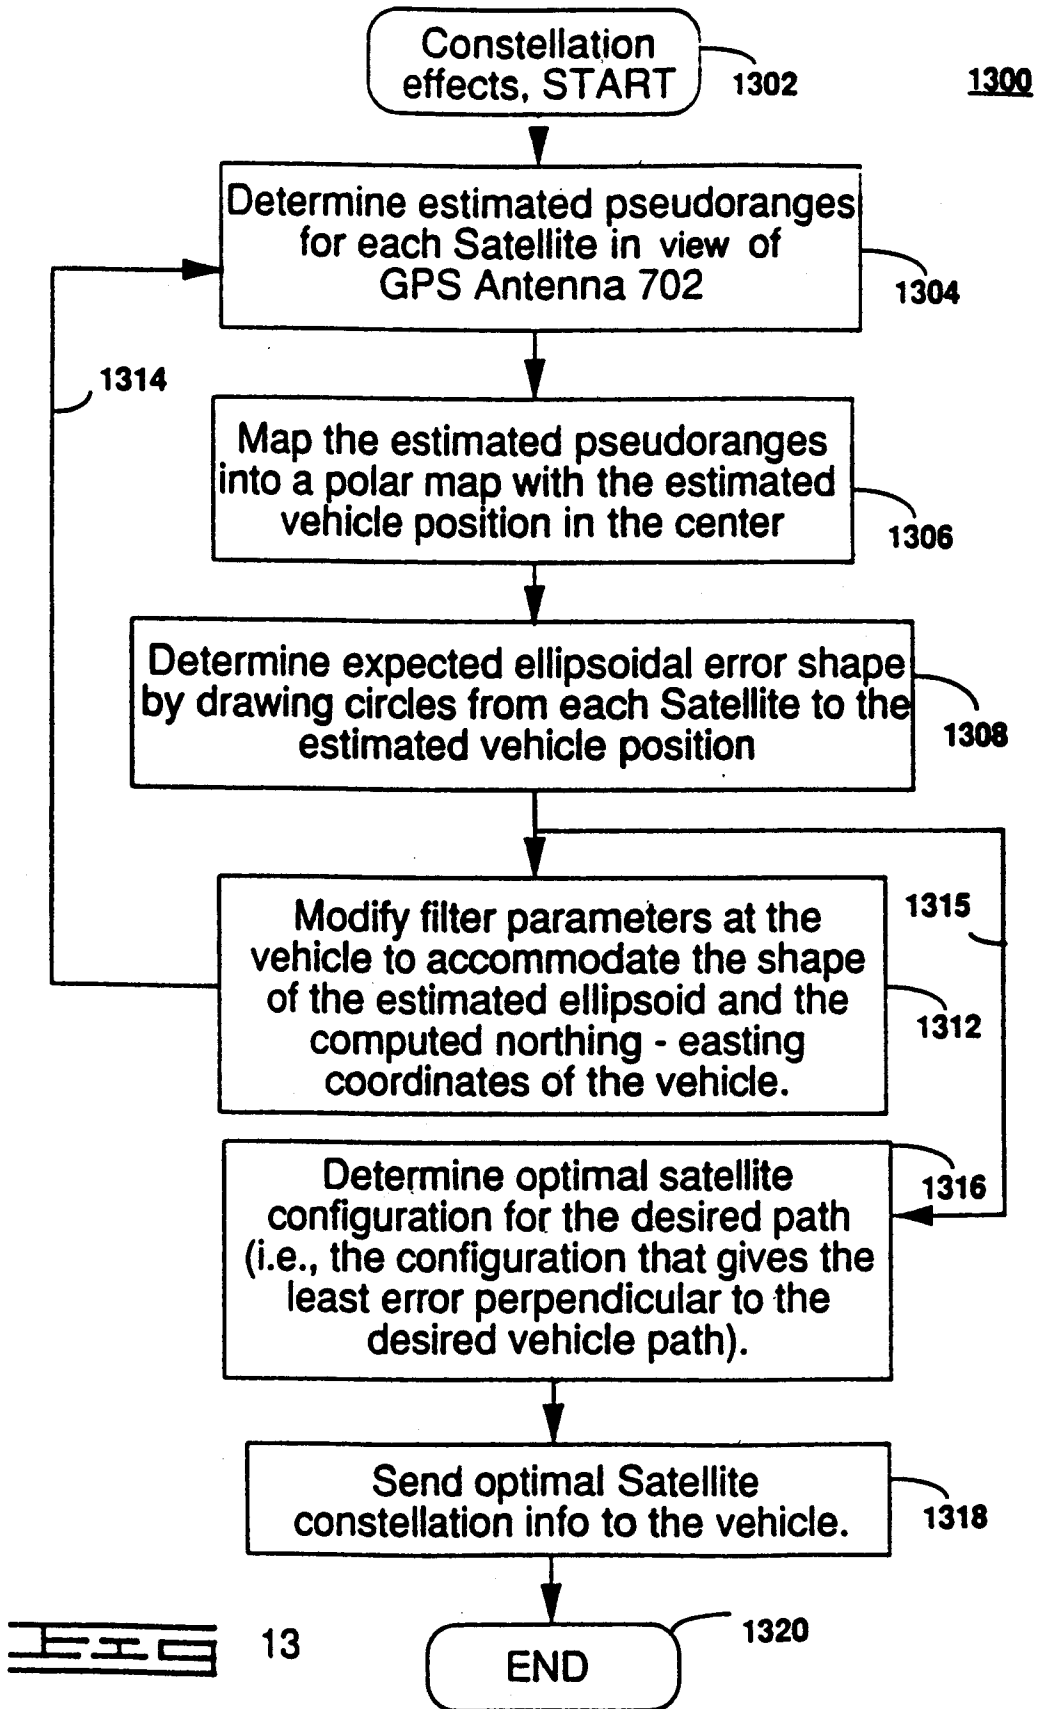 Constellation
effects, START
1302
1300
Determine estimated pseudoranges
for each Satellite in view of
GPS Antenna 702
1304
1314
Map the estimated pseudoranges
into a polar map with the estimated
vehicle position in the center
1306
Determine expected ellipsoidal error shape
by drawing circles from each Satellite to the
estimated vehicle position
1308
1315
Modify filter parameters at the
vehicle to accommodate the shape
of the estimated ellipsoid and the
computed northing - easting
coordinates of the vehicle.
1312
Determine optimal satellite
configuration for the desired path
(i.e., the configuration that gives the
least error perpendicular to the
desired vehicle path).
1316
Send optimal Satellite
constellation info to the vehicle.
1318
END
1320
FIG 13